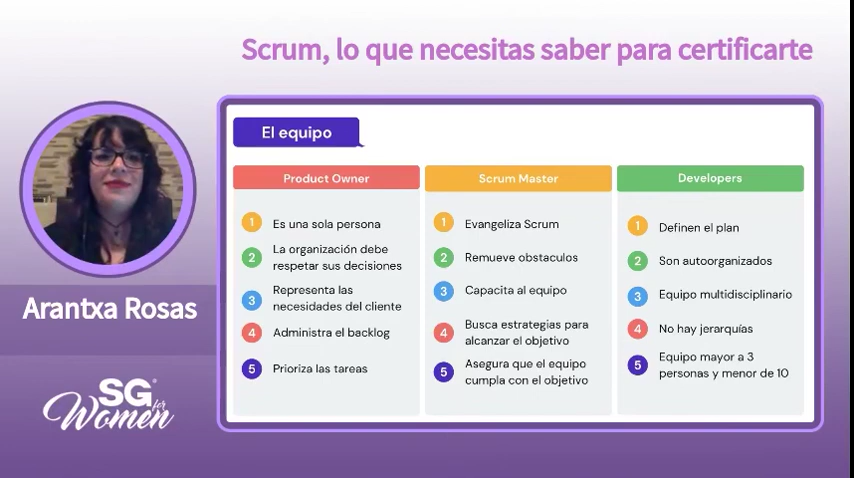 Scrum, lo que necesitas saber para certificarte
El equipo
Product Owner
1 Es una sola persona
2 La organización debe
respetar sus decisiones
3 Representa las
necesidades del cliente
4 Administra el backlog
5 Prioriza las tareas
Scrum Master
1 Evangeliza Scrum
2 Remueve obstaculos
3 Capacita al equipo
4 Busca estrategias para
alcanzar el objetivo
5 Asegura que el equipo
cumpla con el objetivo
Developers
1 Definen el plan
2 Son autoorganizados
3 Equipo multidisciplinario
4 No hay jerarquías
5 Equipo mayor a 3
personas y menor de 10
Arantxa Rosas
SG
for
Women